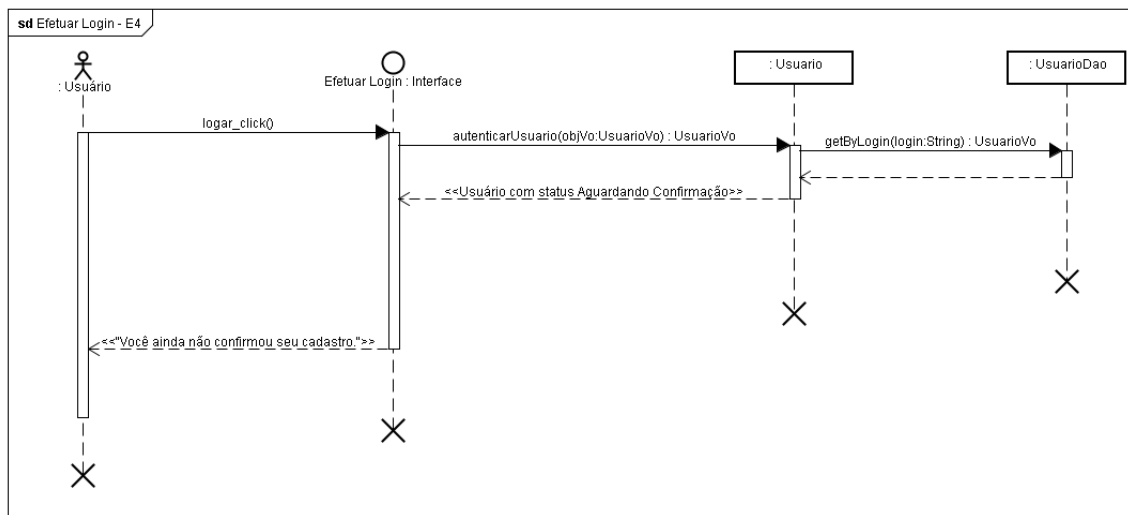 sd Efetuar Login - E4
: Usuário
Efetuar Login : Interface
: Usuario
: UsuarioDao
logar_click()
autenticarUsuario(objVo:UsuarioVo) : UsuarioVo
getByLogin(login:String) : UsuarioVo
<<Usuário com status Aguardando Confirmação>>
<<"Você ainda não confirmou seu cadastro.">>